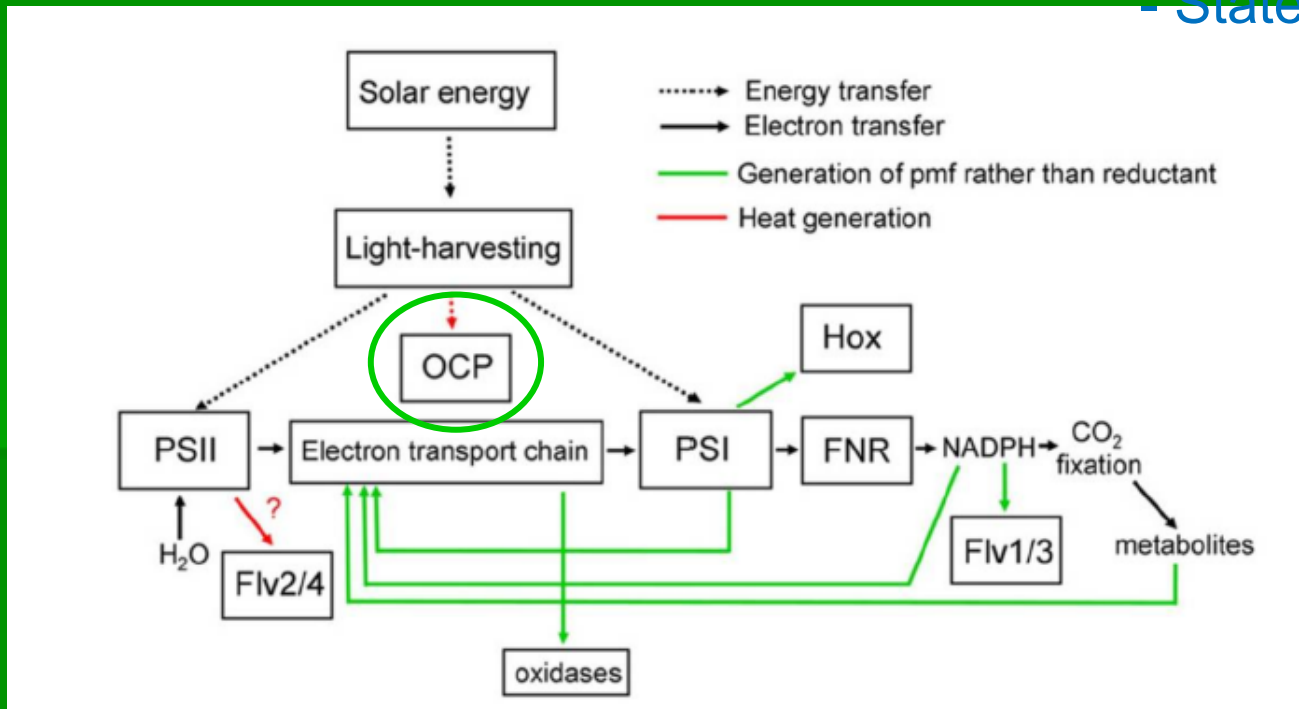 - State
Solar energy
Energy transfer
Electron transfer
Generation of pmf rather than reductant
Heat generation
Light-harvesting
OCP
Hox
PSII
Electron transport chain
PSI
FNR
NADPH
CO₂
fixation
?
H₂O
Flv2/4
Flv1/3
metabolites
oxidases